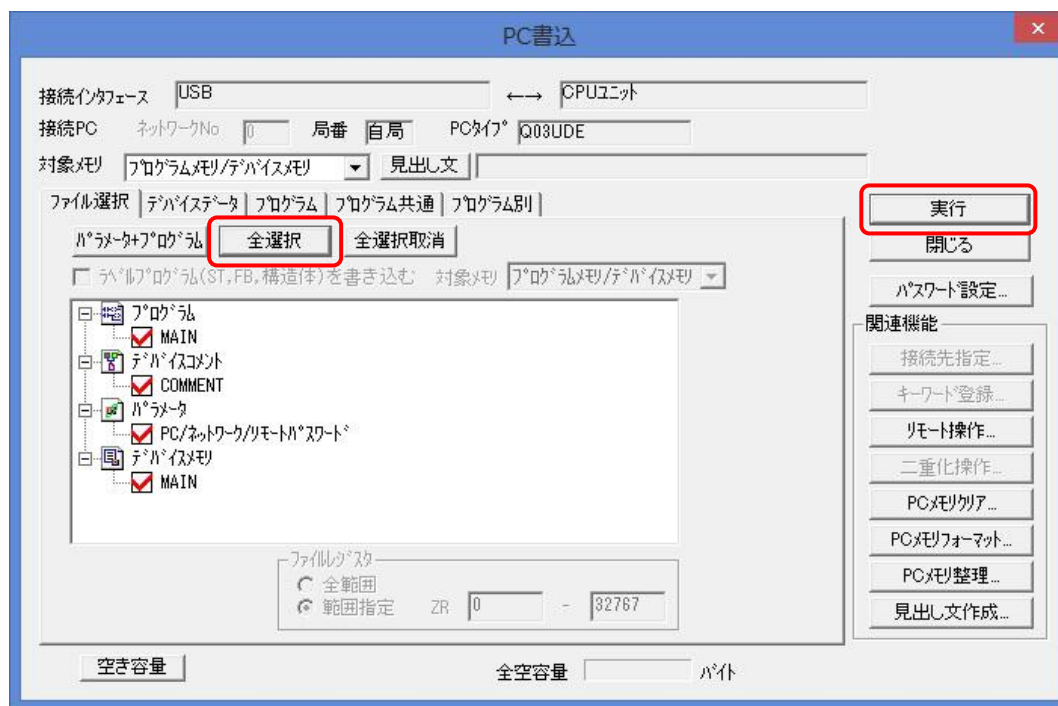 PC書込
接続インタフェース USB ←→ CPUユニット
接続PC ネットワークNo 0 局番 自局 PCタイプ Q03UDE
対象メモリ プログラムメモリ/デバイスメモリ 見出し文
ファイル選択 デバイスデータ プログラム プログラム共通 プログラム別
パラメータ+プログラム 全選択 全選択取消
ラベルプログラム(ST,FB,構造体)を書き込む 対象メモリ プログラムメモリ/デバイスメモリ
プログラム
MAIN
デバイスコメント
COMMENT
パラメータ
PC/ネットワーク/リモートパスワード
デバイスメモリ
MAIN
ファイルレジスタ
全範囲
範囲指定 ZR 0 - 32767
空き容量 全空容量 バイト
実行
閉じる
パスワード設定...
関連機能
接続先指定...
キーワード登録...
リモート操作...
二重化操作...
PCメモリクリア...
PCメモリフォーマット...
PCメモリ整理...
見出し文作成...